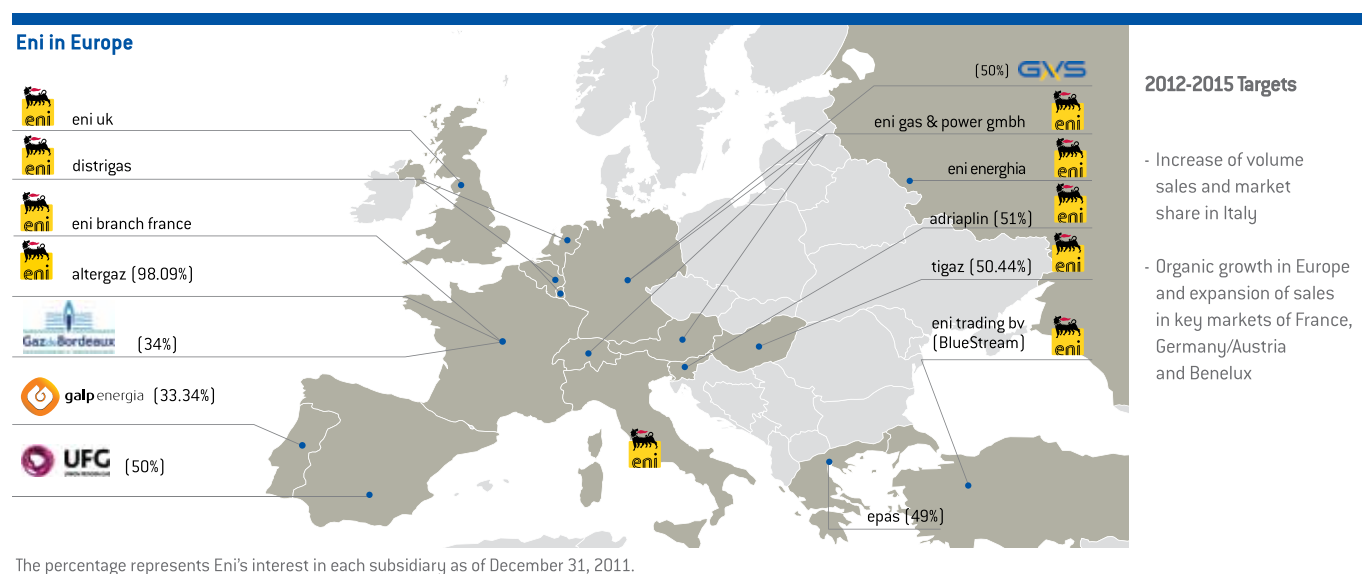 Eni in Europe
eni
eni uk
eni
distrigas
eni
eni branch france
eni
altergaz (98.09%)
Gaz de Bordeaux
(34%)
galp energia (33.34%)
UFG
(50%)
eni
(50%) GVS
eni gas & power gmbh
eni
eni energhia
eni
adriaplin (51%)
eni
tigaz (50.44%)
eni
eni trading bv
(BlueStream)
eni
epas (49%)
2012-2015 Targets
- Increase of volume
sales and market
share in Italy
- Organic growth in Europe
and expansion of sales
in key markets of France,
Germany/Austria
and Benelux
The percentage represents Eni's interest in each subsidiary as of December 31, 2011.